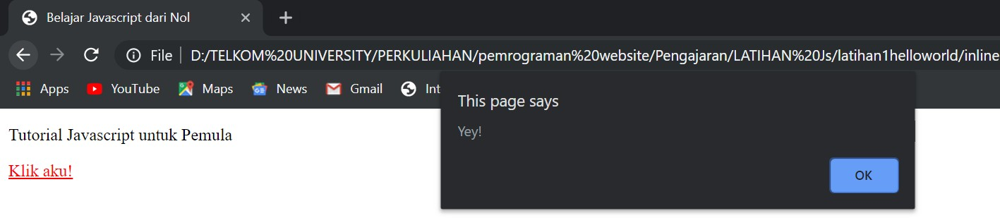 Belajar Javascript dari Nol
File D:/TELKOM%20UNIVERSITY/PERKULIAHAN/pemrograman%20website/Pengajaran/LATIHAN%20Js/latihan1helloworld/inline
Apps YouTube Maps News Gmail Int
This page says
Yey!
OK
Tutorial Javascript untuk Pemula
Klik aku!